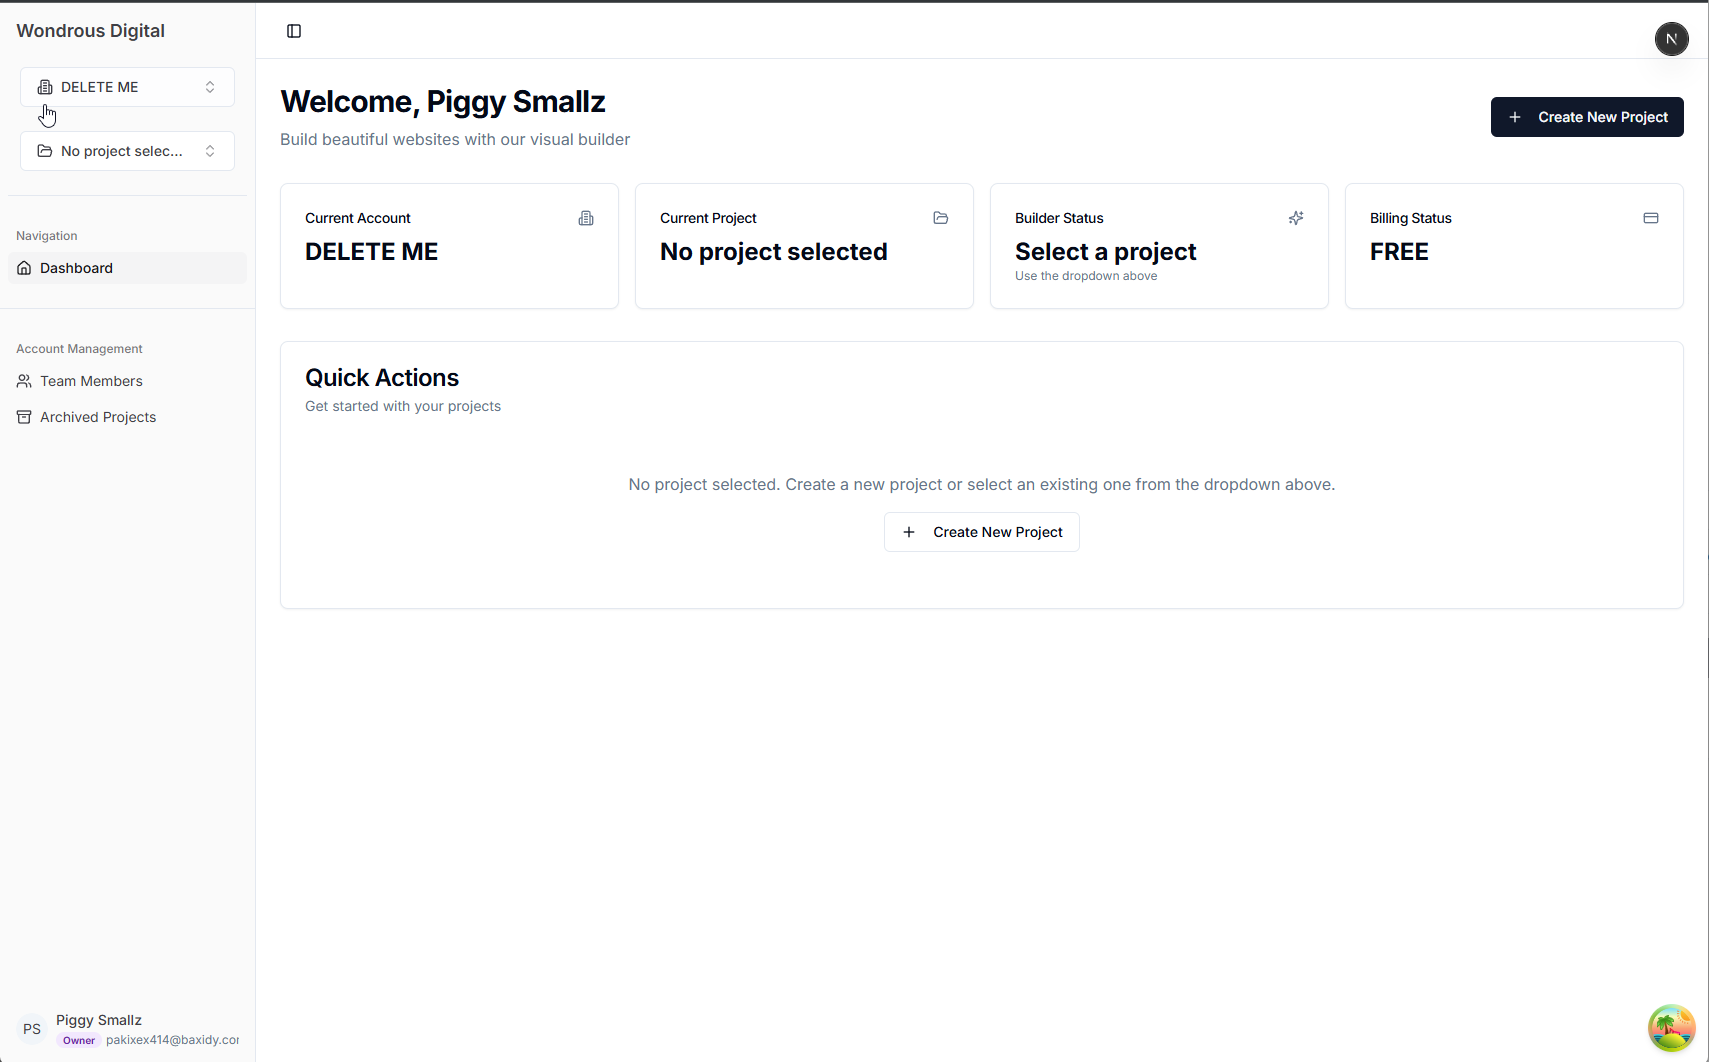 Wondrous Digital
DELETE ME
No project selec...
Navigation
Dashboard
Account Management
Team Members
Archived Projects
PS
Piggy Smallz
Owner pakixex414@baxidy.cor
N
Welcome, Piggy Smallz
Build beautiful websites with our visual builder
Create New Project
Current Account
DELETE ME
Current Project
No project selected
Builder Status
Select a project
Use the dropdown above
Billing Status
FREE
Quick Actions
Get started with your projects
No project selected. Create a new project or select an existing one from the dropdown above.
Create New Project